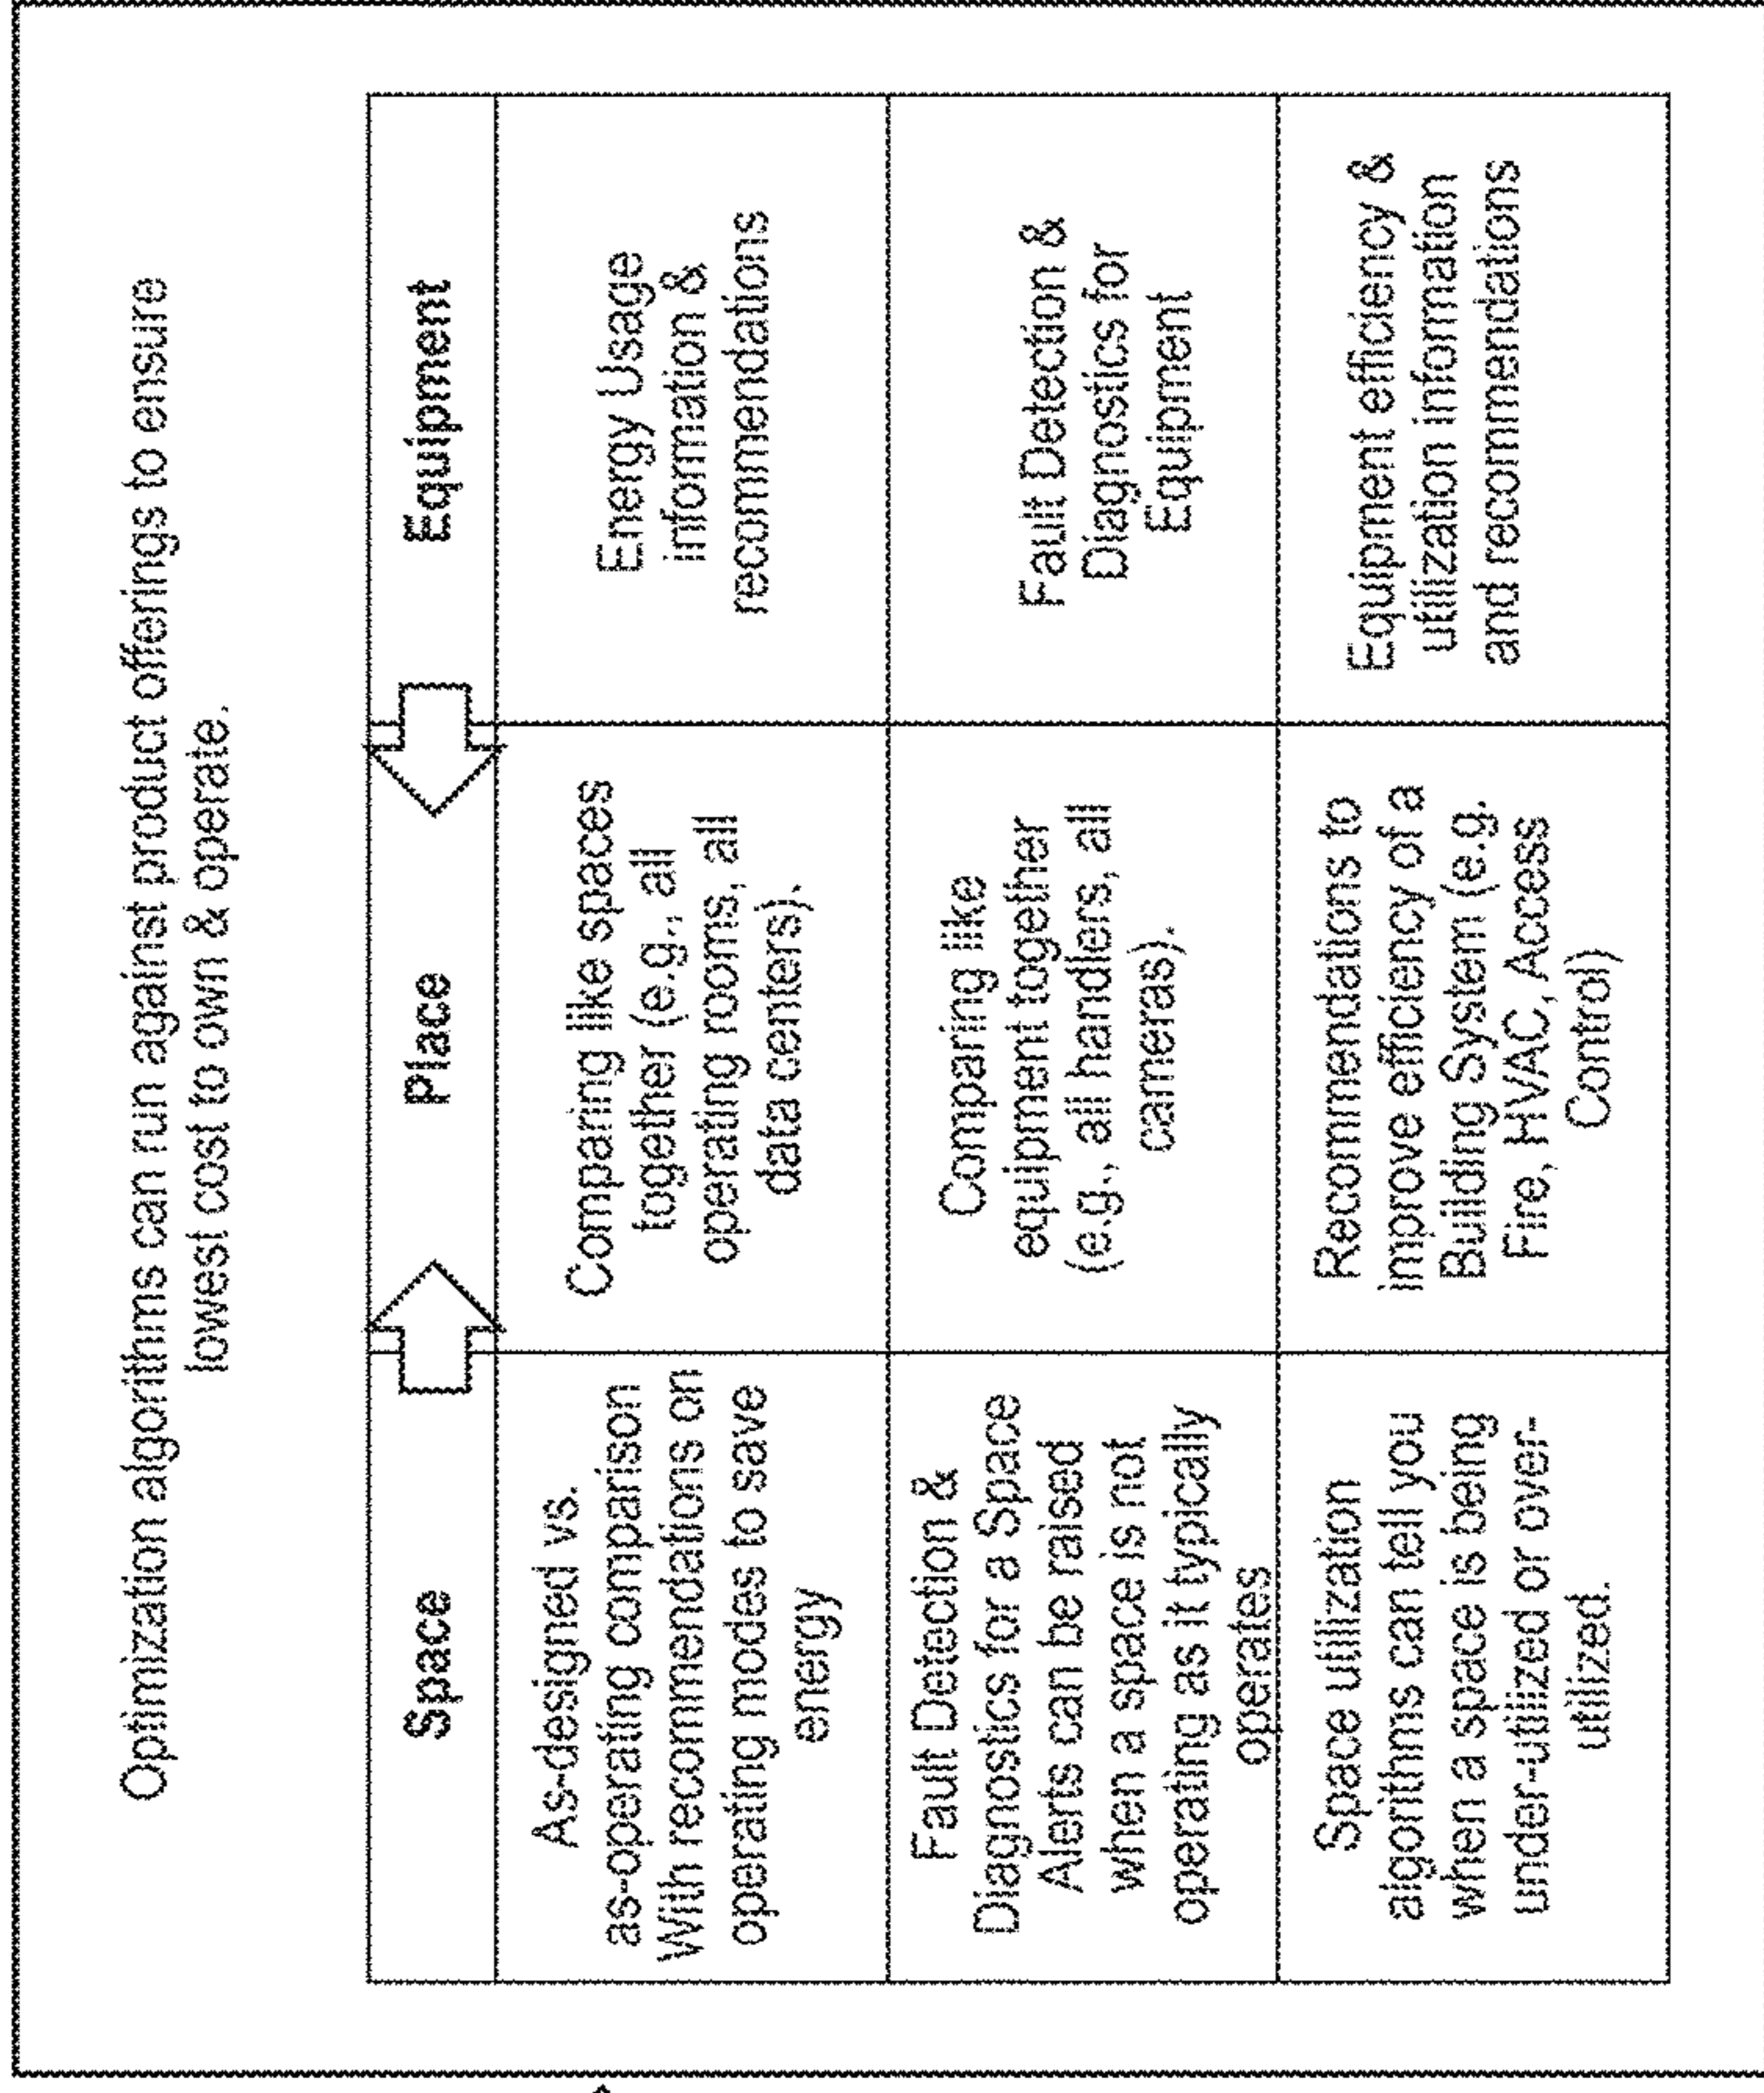 Optimization algorithms can run against product offerings to ensure
lowest cost to own & operate.
Space
Place
Equipment
As-designed vs.
as-operating comparison
With recommendations on
operating modes to save
energy
Comparing like spaces
together (e.g., all
operating rooms, all
data centers).
Energy Usage
information &
recommendations
Fault Detection &
Diagnostics for a Space
Alerts can be raised
when a space is not
operating as it typically
operates
Comparing like
equipment together
(e.g., all handlers, all
cameras).
Fault Detection &
Diagnostics for
Equipment
Space utilization
algorithms can tell you
when a space is being
under-utilized or over-
utilized.
Recommendations to
improve efficiency of a
Building System (e.g.
Fire, HVAC, Access
Control)
Equipment efficiency &
utilization information
and recommendations